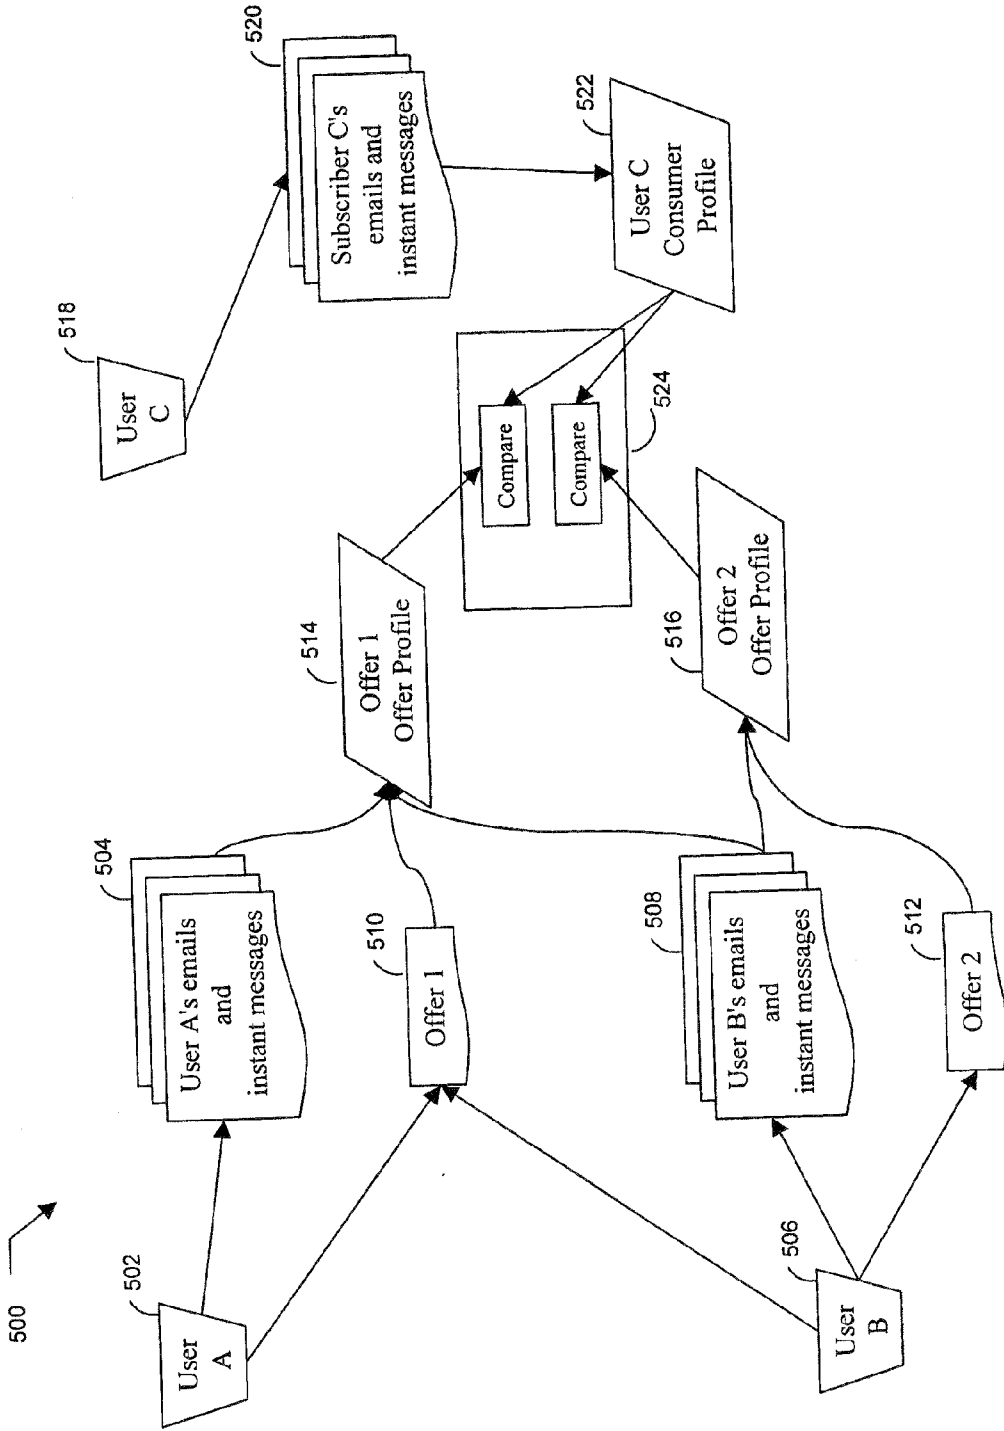 500
502
User
A
504
User A's emails
and
instant messages
510
Offer 1
506
User
B
508
User B's emails
and
instant messages
512
Offer 2
514
Offer 1
Offer Profile
516
Offer 2
Offer Profile
518
User
C
520
Subscriber C's
emails and
instant messages
522
User C
Consumer
Profile
Compare
Compare
524